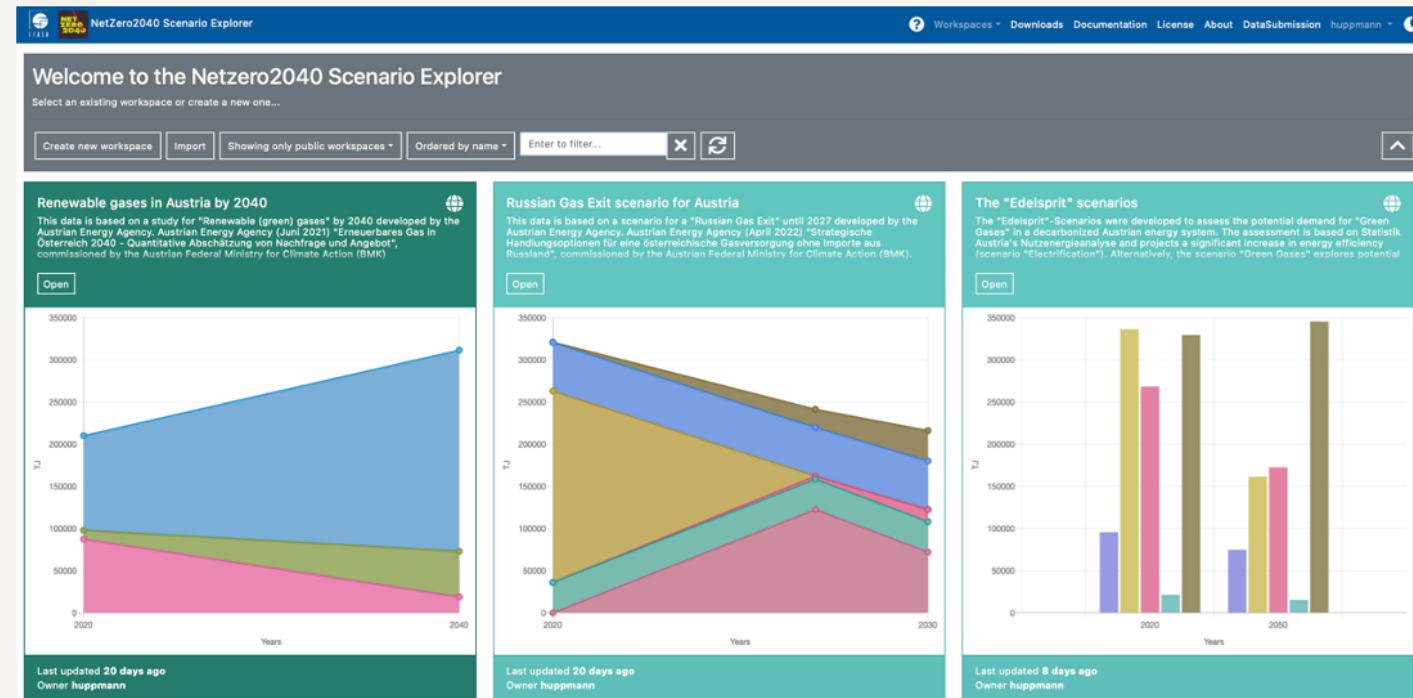 IIASA
NET
ZERO
2040
NetZero2040 Scenario Explorer
? Workspaces Downloads Documentation License About DataSubmission huppmann
Welcome to the Netzero2040 Scenario Explorer
Select an existing workspace or create a new one...
Create new workspace Import Showing only public workspaces Ordered by name Enter to filter...
Renewable gases in Austria by 2040
This data is based on a study for "Renewable (green) gases" by 2040 developed by the
Austrian Energy Agency. Austrian Energy Agency (Juni 2021) "Erneuerbares Gas in
Österreich 2040 - Quantitative Abschätzung von Nachfrage und Angebot",
commissioned by the Austrian Federal Ministry for Climate Action (BMK)
Open
350000
300000
250000
200000
150000
100000
50000
0
TJ
2020 2040
Years
Last updated 20 days ago
Owner huppmann
Russian Gas Exit scenario for Austria
This data is based on a scenario for a "Russian Gas Exit" until 2027 developed by the
Austrian Energy Agency. Austrian Energy Agency (April 2022) "Strategische
Handlungsoptionen für eine österreichische Gasversorgung ohne Importe aus
Russland", commissioned by the Austrian Federal Ministry for Climate Action (BMK).
Open
350000
300000
250000
200000
150000
100000
50000
0
TJ
2020 2030
Years
Last updated 20 days ago
Owner huppmann
The "Edelsprit" scenarios
The "Edelsprit"-Scenarios were developed to assess the potential demand for "Green
Gases" in a decarbonized Austrian energy system. The assessment is based on Statistik
Austria's Nutzenergieanalyse and projects a significant increase in energy efficiency
(scenario "Electrification"). Alternatively, the scenario "Green Gases" explores potential
Open
350000
300000
250000
200000
150000
100000
50000
0
TJ
2020 2050
Years
Last updated 8 days ago
Owner huppmann